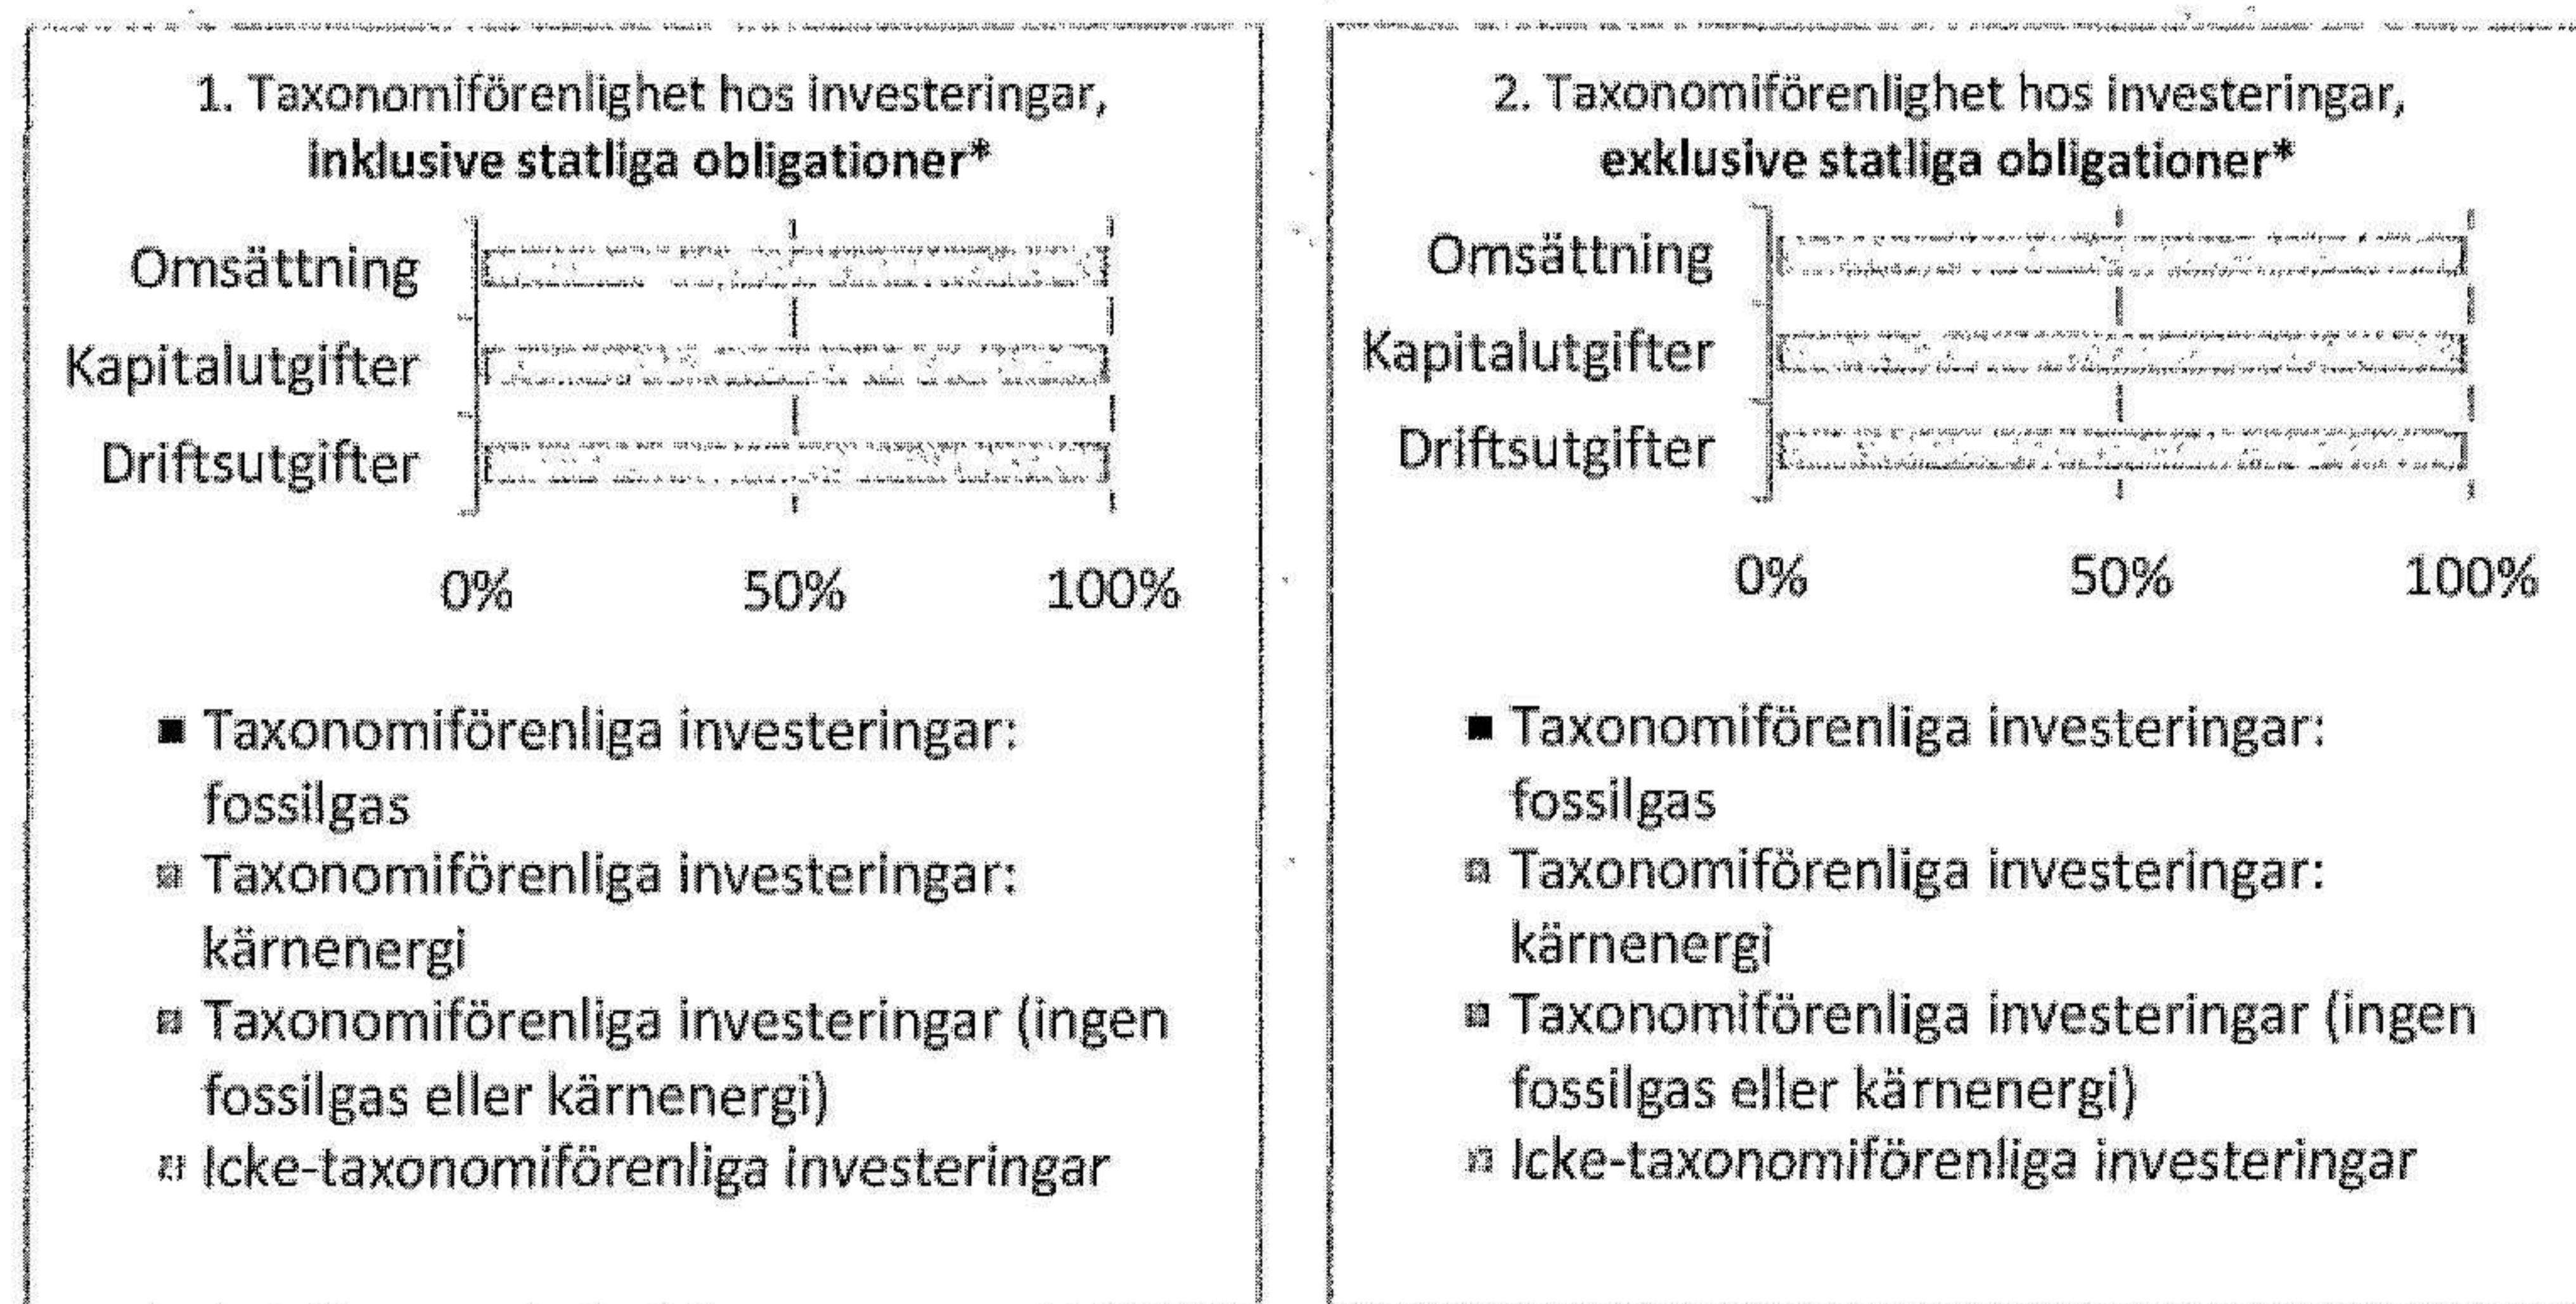 1. Taxonomiförenlighet hos investeringar,
inklusive statliga obligationer*
Omsättning
Kapitalutgifter
Driftsutgifter
0% 50% 100%
■ Taxonomiförenliga investeringar:
fossilgas
Taxonomiförenliga investeringar:
kärnenergi
Taxonomiförenliga investeringar (ingen
fossilgas eller kärnenergi)
Icke-taxonomiförenliga investeringar
2. Taxonomiförenlighet hos investeringar,
exklusive statliga obligationer*
Omsättning
Kapitalutgifter
Driftsutgifter
0% 50% 100%
■ Taxonomiförenliga investeringar:
fossilgas
Taxonomiförenliga investeringar:
kärnenergi
Taxonomiförenliga investeringar (ingen
fossilgas eller kärnenergi)
Icke-taxonomiförenliga investeringar